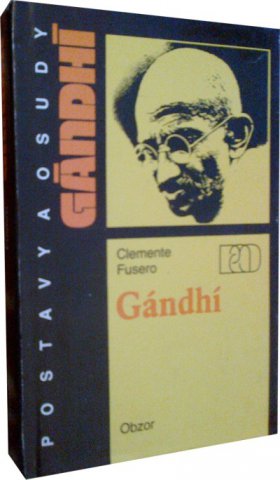 POSTAVY A OSUDY
GÁNDHÍ
Clemente
Fusero
Gándhí
Obzor